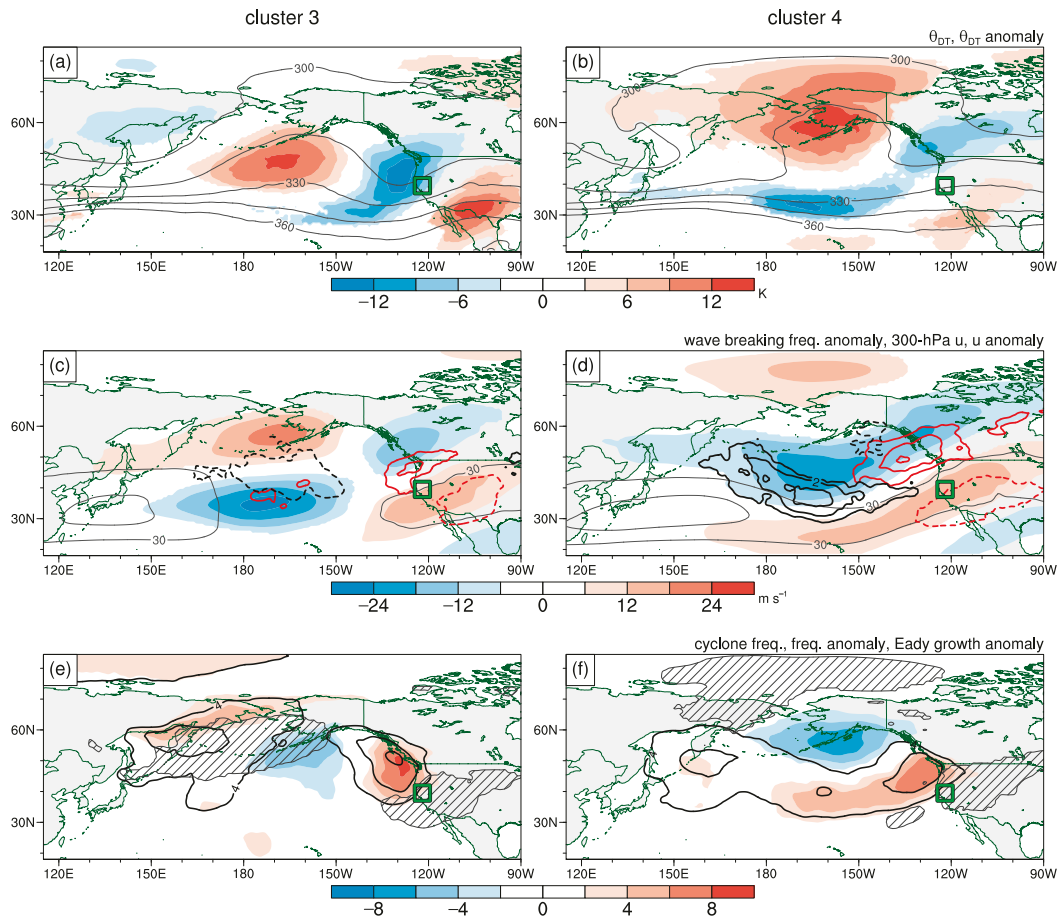 cluster 3
cluster 4
θDT, θDT anomaly
(a)
300
330
360
60N
30N
120E 150E 180 150W 120W 90W
(b)
300
300
330
360
60N
30N
120E 150E 180 150W 120W 90W
−12 −6 0 6 12 K
wave breaking freq. anomaly, 300-hPa u, u anomaly
(c)
30
30
60N
30N
120E 150E 180 150W 120W 90W
(d)
2
30
30
30
60N
30N
120E 150E 180 150W 120W 90W
−24 −12 0 12 24 m s⁻¹
cyclone freq., freq. anomaly, Eady growth anomaly
(e)
4
4
60N
30N
120E 150E 180 150W 120W 90W
(f)
60N
30N
120E 150E 180 150W 120W 90W
−8 −4 0 4 8